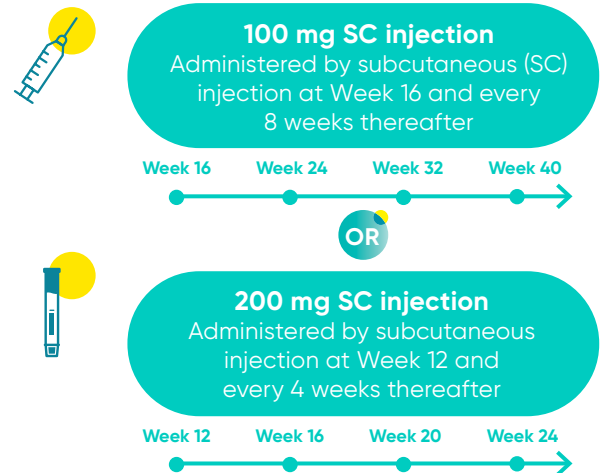 100 mg SC injection
Administered by subcutaneous (SC)
injection at Week 16 and every
8 weeks thereafter
Week 16 Week 24 Week 32 Week 40
OR
200 mg SC injection
Administered by subcutaneous
injection at Week 12 and
every 4 weeks thereafter
Week 12 Week 16 Week 20 Week 24